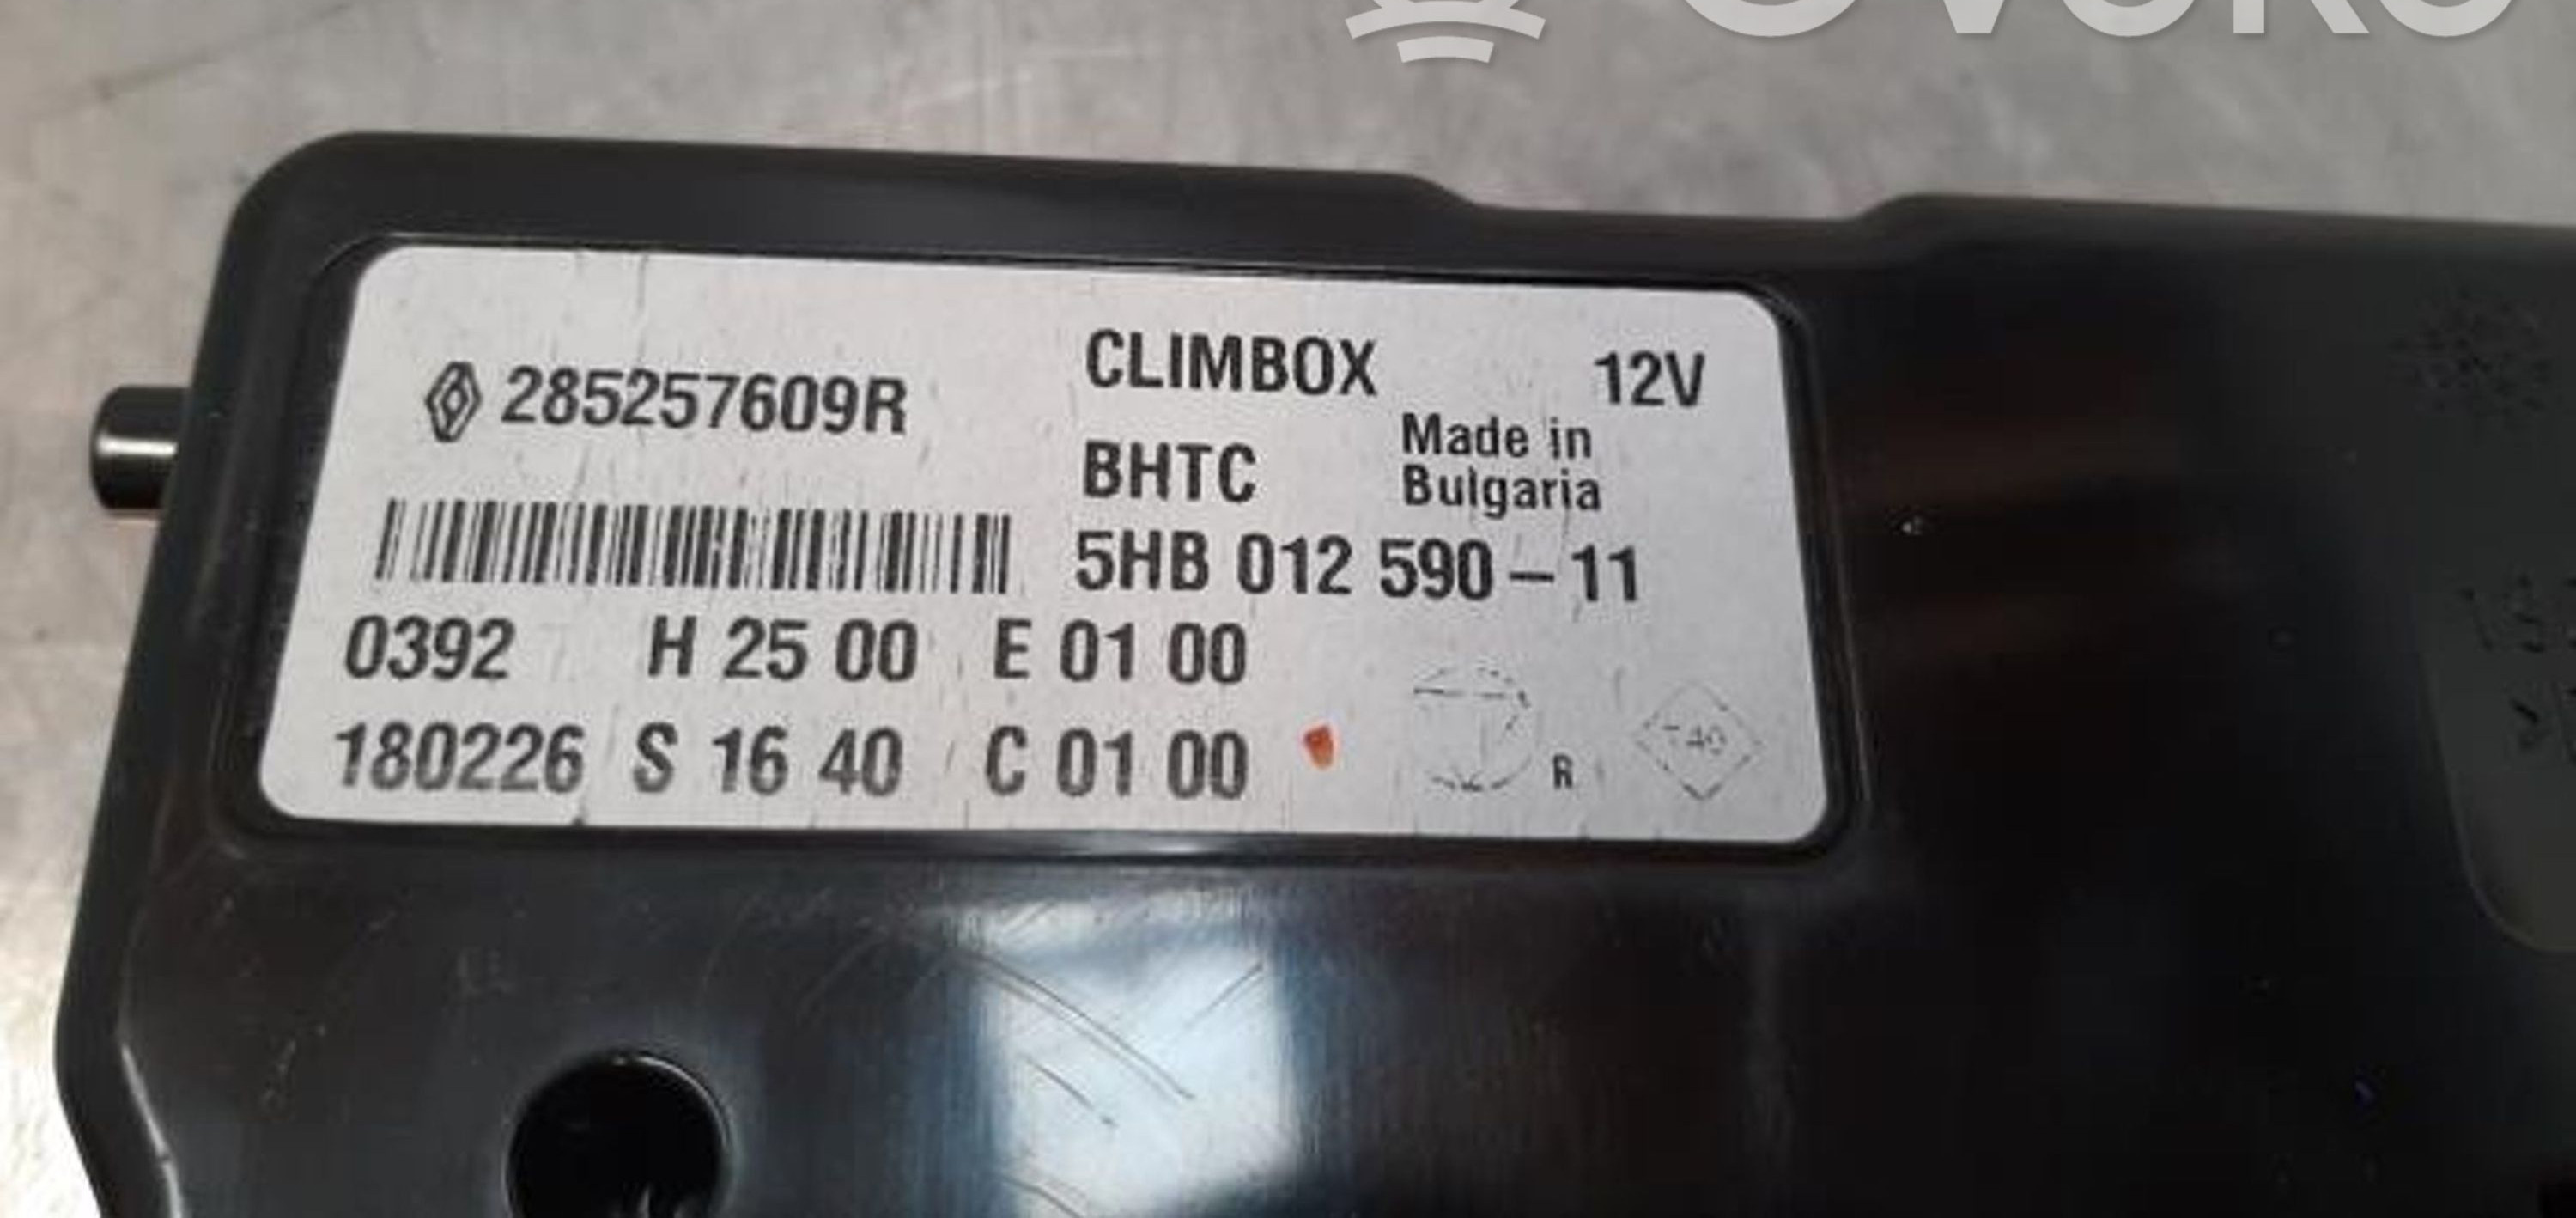 285257609R
CLIMBOX 12V
BHTC Made in
Bulgaria
5HB 012 590 – 11
0392 H 25 00 E 01 00
180226 S 16 40 C 01 00
R
40